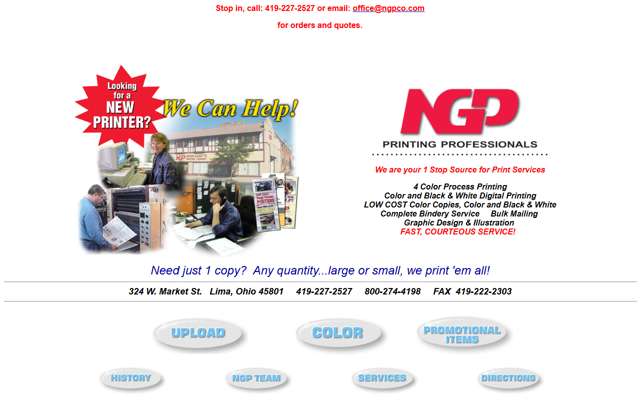 Stop in, call: 419-227-2527 or email: office@ngpco.com
for orders and quotes.
Looking
for a
NEW
PRINTER?
We Can Help!
NGP
PRINTING PROFESSIONALS
We are your 1 Stop Source for Print Services
4 Color Process Printing
Color and Black & White Digital Printing
LOW COST Color Copies, Color and Black & White
Complete Bindery Service Bulk Mailing
Graphic Design & Illustration
FAST, COURTEOUS SERVICE!
Need just 1 copy? Any quantity...large or small, we print 'em all!
324 W. Market St. Lima, Ohio 45801 419-227-2527 800-274-4198 FAX 419-222-2303
UPLOAD
COLOR
PROMOTIONAL
ITEMS
HISTORY
NGP TEAM
SERVICES
DIRECTIONS